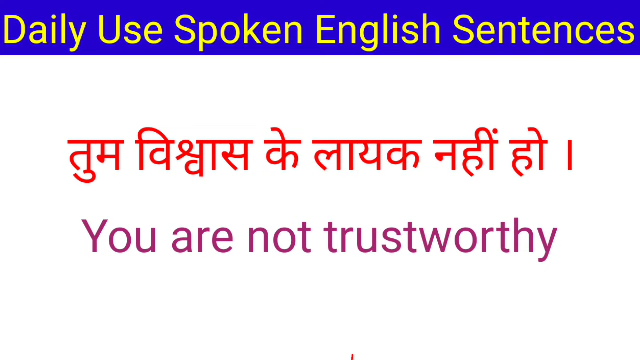 Daily Use Spoken English Sentences
तुम विश्वास के लायक नहीं हो ।
You are not trustworthy